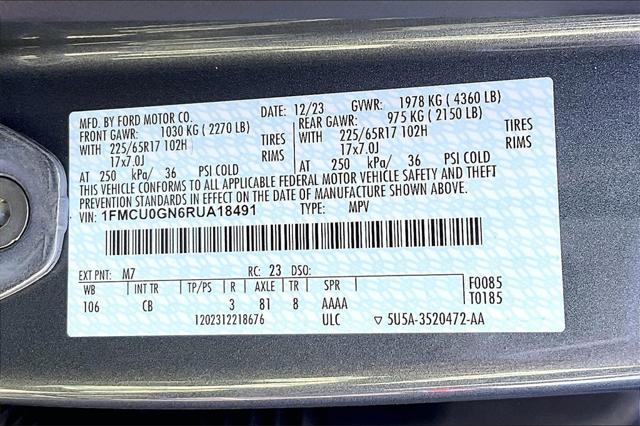 MFD. BY FORD MOTOR CO. 12/23 GVWR: 1978 KG ( 4360 LB)
FRONT GAWR: 1030 KG ( 2270 LB) REAR GAWR: 975 KG ( 2150 LB)
WITH 225/65R17 102H TIRES WITH 225/65R17 102H TIRES
17x7.0J RIMS 17x7.0J RIMS
AT 250 kPa/ 36 PSI COLD AT 250 kPa/ 36 PSI COLD
THIS VEHICLE CONFORMS TO ALL APPLICABLE FEDERAL MOTOR VEHICLE SAFETY AND THEFT
PREVENTION STANDARDS IN EFFECT ON THE DATE OF MANUFACTURE SHOWN ABOVE.
VIN: 1FMCU0GN6RUA18491 TYPE: MPV
EXT PNT: M7 RC: 23 DSO:
WB INT TR TP/PS R AXLE TR SPR F0085
106 CB 3 81 8 AAAA T0185
1202312218676 ULC ▽ 5U5A-3520472-AA